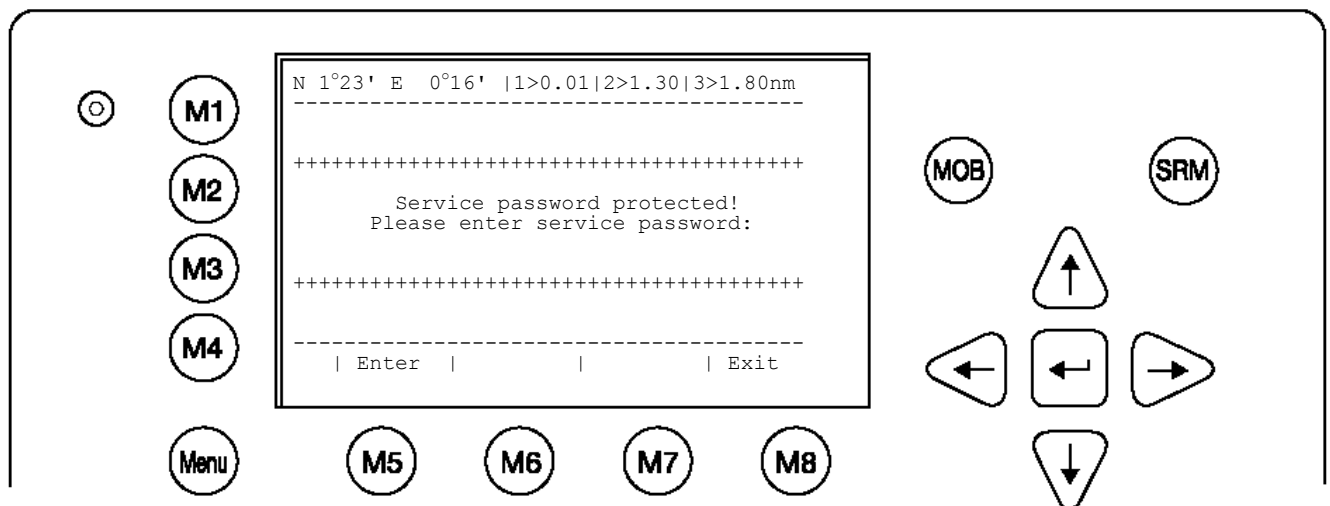 N 1°23' E  0°16' |1>0.01|2>1.30|3>1.80nm
----------------------------------------
++++++++++++++++++++++++++++++++++++++++
Service password protected!
Please enter service password:
++++++++++++++++++++++++++++++++++++++++
----------------------------------------
| Enter  |         |         | Exit
M1
M2
M3
M4
Menu
M5
M6
M7
M8
MOB
SRM